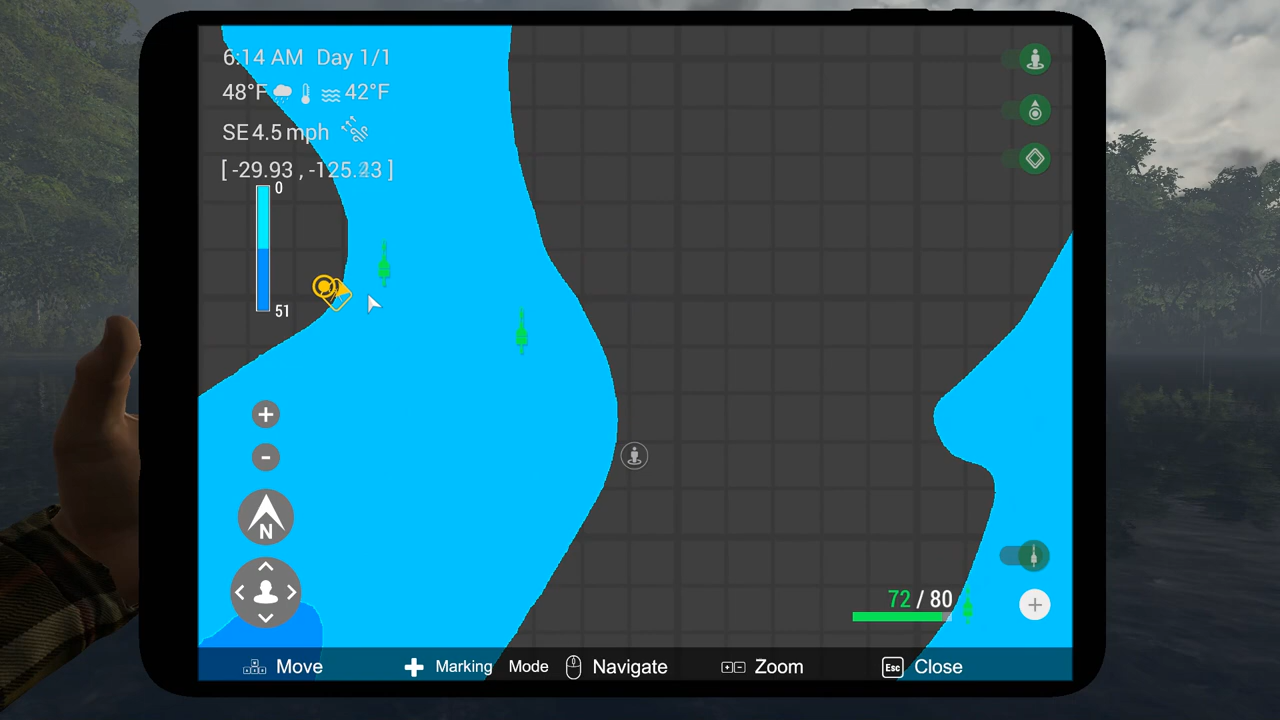 6:14 AM Day 1/1
48°F 42°F
SE 4.5 mph
[ -29.93 , -125.23 ]
0
51
+
-
N
72 / 80
+
Move Marking Mode Navigate Zoom Esc Close